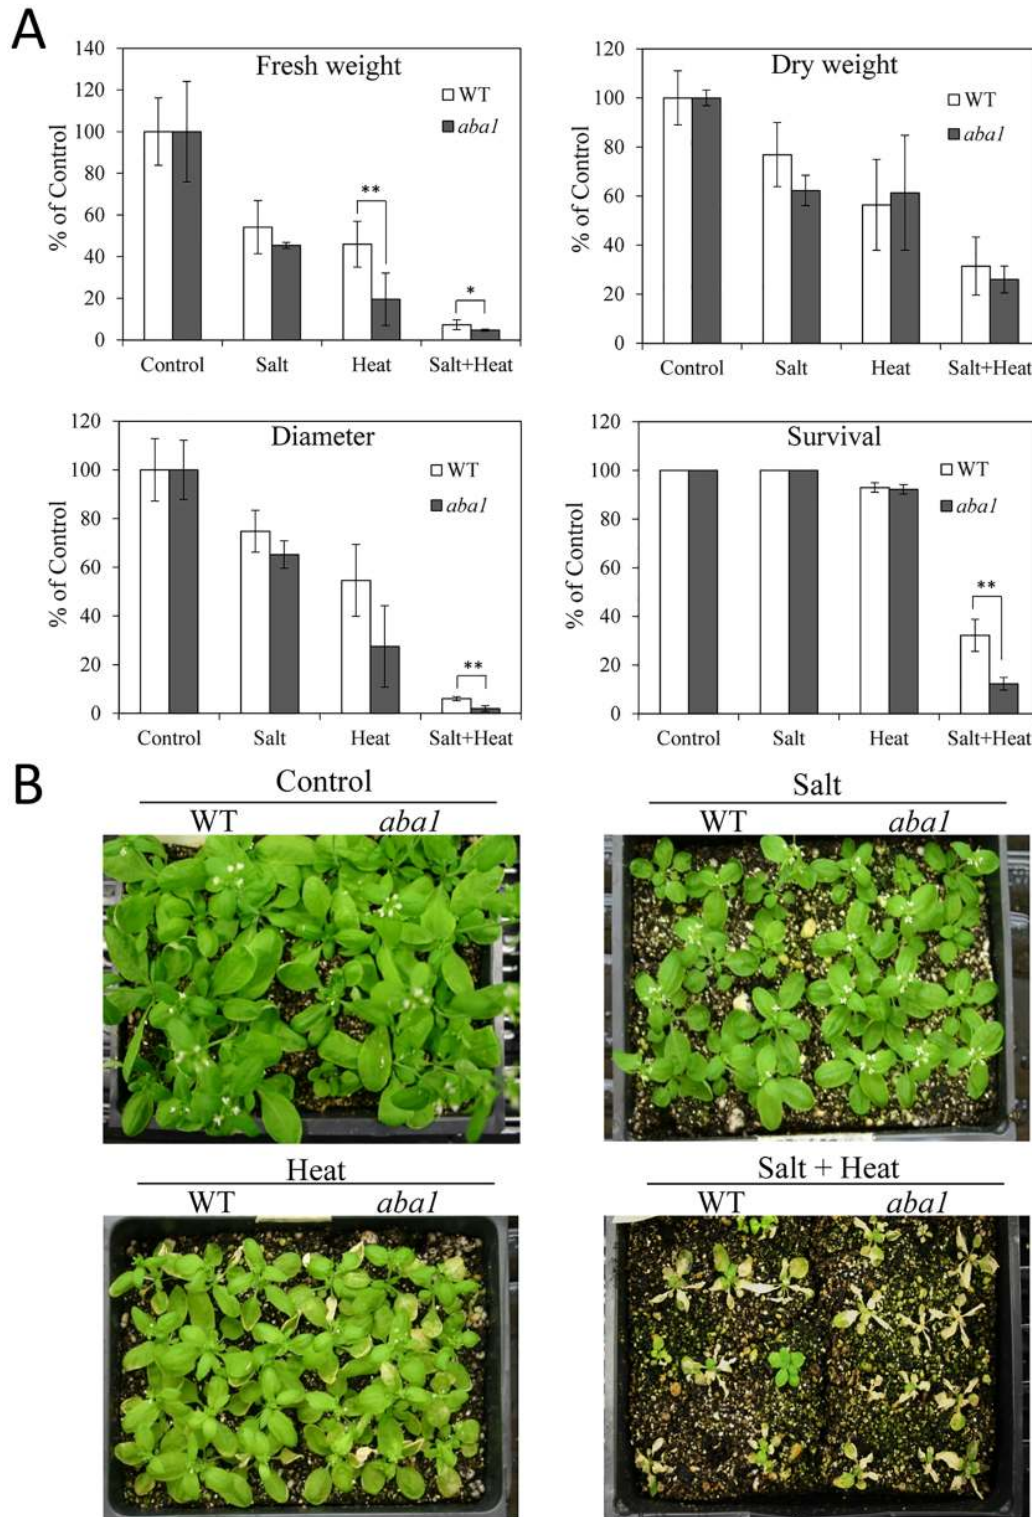 A
Fresh weight
% of Control
140
120
100
80
60
40
20
0
WT
aba1
**
*
Control Salt Heat Salt+Heat
Dry weight
% of Control
120
100
80
60
40
20
0
WT
aba1
Control Salt Heat Salt+Heat
Diameter
% of Control
120
100
80
60
40
20
0
WT
aba1
**
Control Salt Heat Salt+Heat
Survival
% of Control
120
100
80
60
40
20
0
WT
aba1
**
Control Salt Heat Salt+Heat
B
Control
WT aba1
Salt
WT aba1
Heat
WT aba1
Salt + Heat
WT aba1